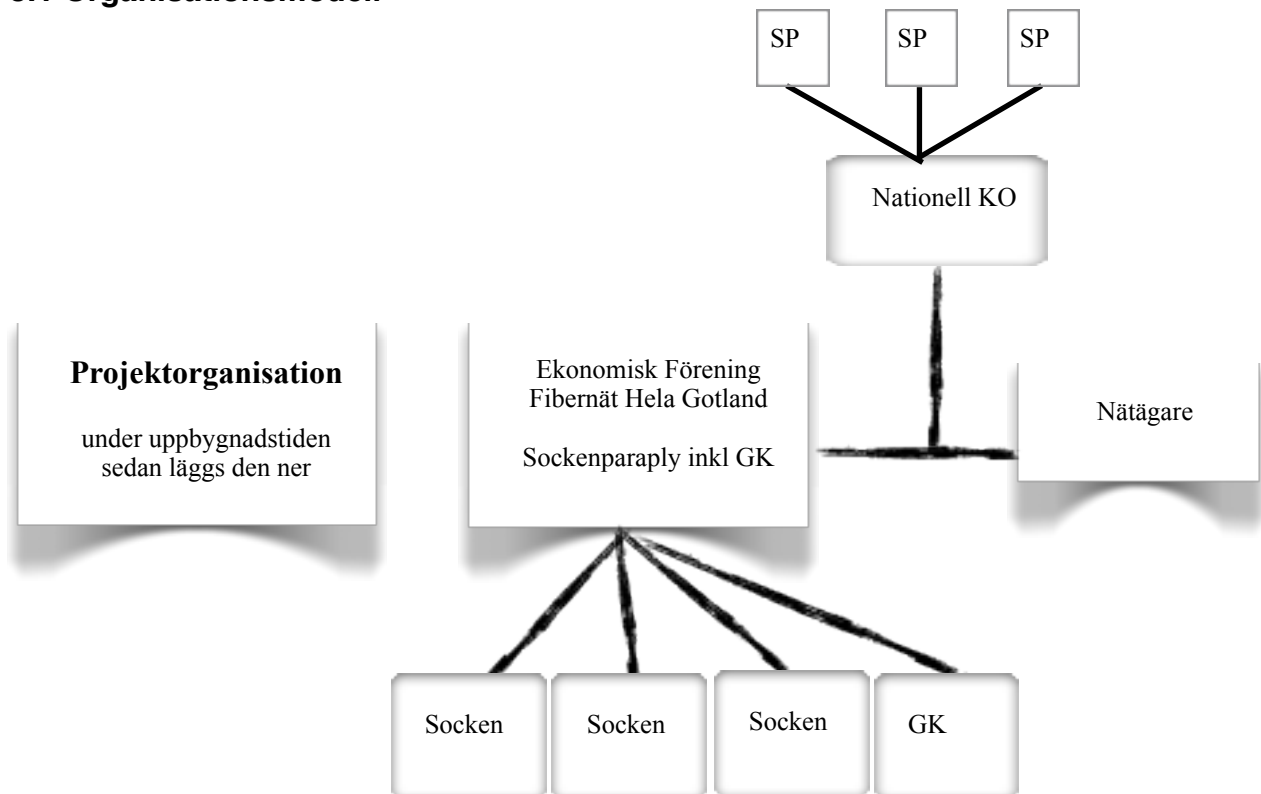 SP SP SP
Nationell KO
Projektorganisation
under uppbygnadstiden
sedan läggs den ner
Ekonomisk Förening
Fibernät Hela Gotland
Sockenparaply inkl GK
Nätägare
Socken Socken Socken GK